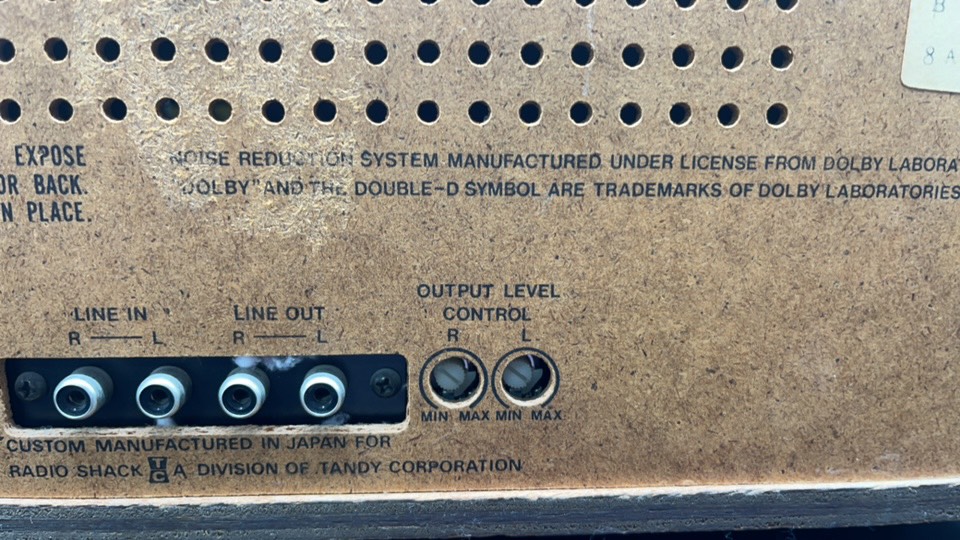 B
8 A
EXPOSE
OR BACK.
N PLACE.
NOISE REDUCTION SYSTEM MANUFACTURED UNDER LICENSE FROM DOLBY LABORA
"DOLBY" AND THE DOUBLE-D SYMBOL ARE TRADEMARKS OF DOLBY LABORATORIES
LINE IN
R L
LINE OUT
R L
OUTPUT LEVEL
CONTROL
R L
MIN MAX MIN MAX
CUSTOM MANUFACTURED IN JAPAN FOR
RADIO SHACK TC A DIVISION OF TANDY CORPORATION